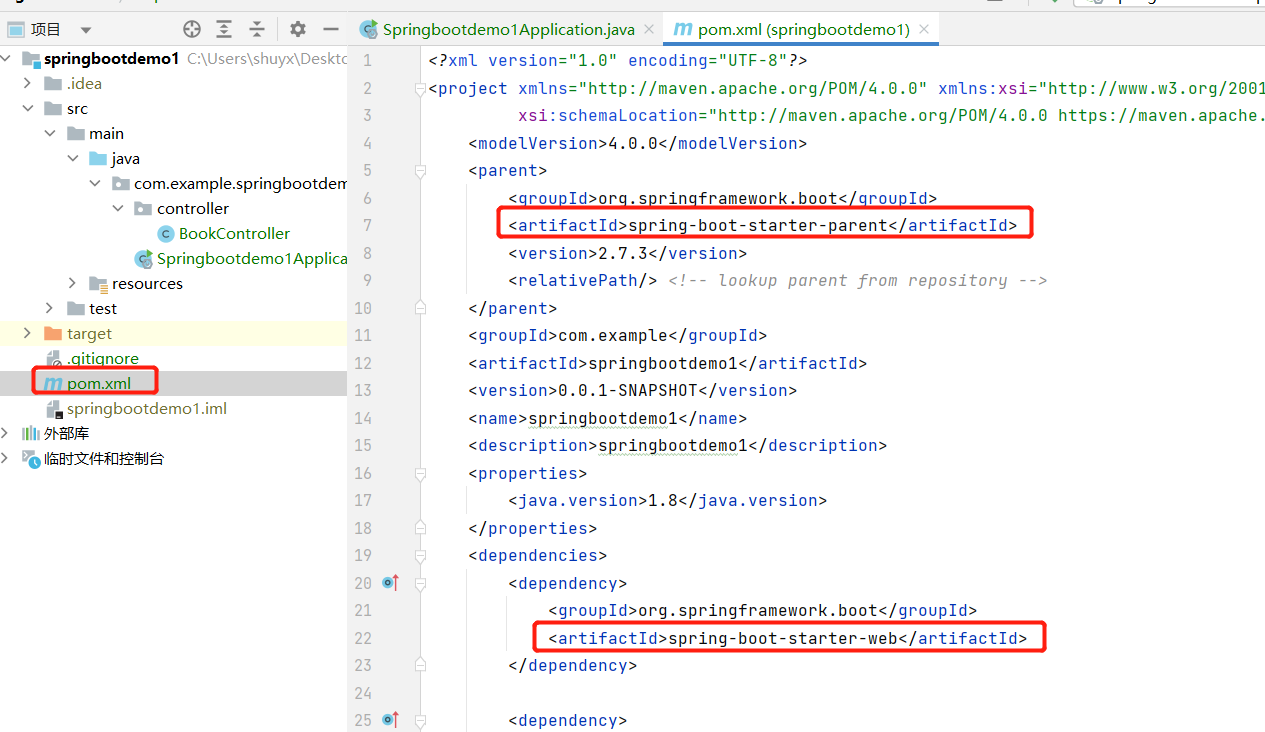 项目
springbootdemo1 C:\Users\shuyx\Deskto
.idea
src
main
java
com.example.springbootdem
controller
BookController
Springbootdemo1Applica
resources
test
target
.gitignore
pom.xml
springbootdemo1.iml
外部库
临时文件和控制台
Springbootdemo1Application.java
pom.xml (springbootdemo1)
1 <?xml version="1.0" encoding="UTF-8"?>
2 <project xmlns="http://maven.apache.org/POM/4.0.0" xmlns:xsi="http://www.w3.org/2001
3 xsi:schemaLocation="http://maven.apache.org/POM/4.0.0 https://maven.apache.
4 <modelVersion>4.0.0</modelVersion>
5 <parent>
6 <groupId>org.springframework.boot</groupId>
7 <artifactId>spring-boot-starter-parent</artifactId>
8 <version>2.7.3</version>
9 <relativePath/> <!-- lookup parent from repository -->
10 </parent>
11 <groupId>com.example</groupId>
12 <artifactId>springbootdemo1</artifactId>
13 <version>0.0.1-SNAPSHOT</version>
14 <name>springbootdemo1</name>
15 <description>springbootdemo1</description>
16 <properties>
17 <java.version>1.8</java.version>
18 </properties>
19 <dependencies>
20 <dependency>
21 <groupId>org.springframework.boot</groupId>
22 <artifactId>spring-boot-starter-web</artifactId>
23 </dependency>
24
25 <dependency>